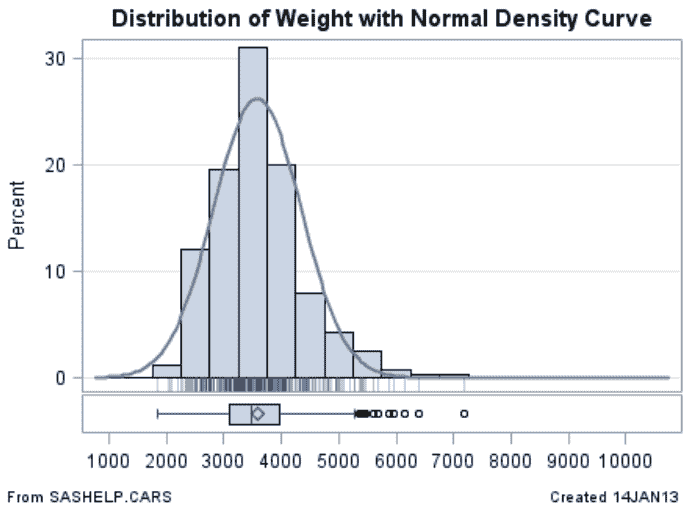 Distribution of Weight with Normal Density Curve
30
20
10
0
Percent
1000 2000 3000 4000 5000 6000 7000 8000 9000 10000
From SASHELP.CARS
Created 14JAN13